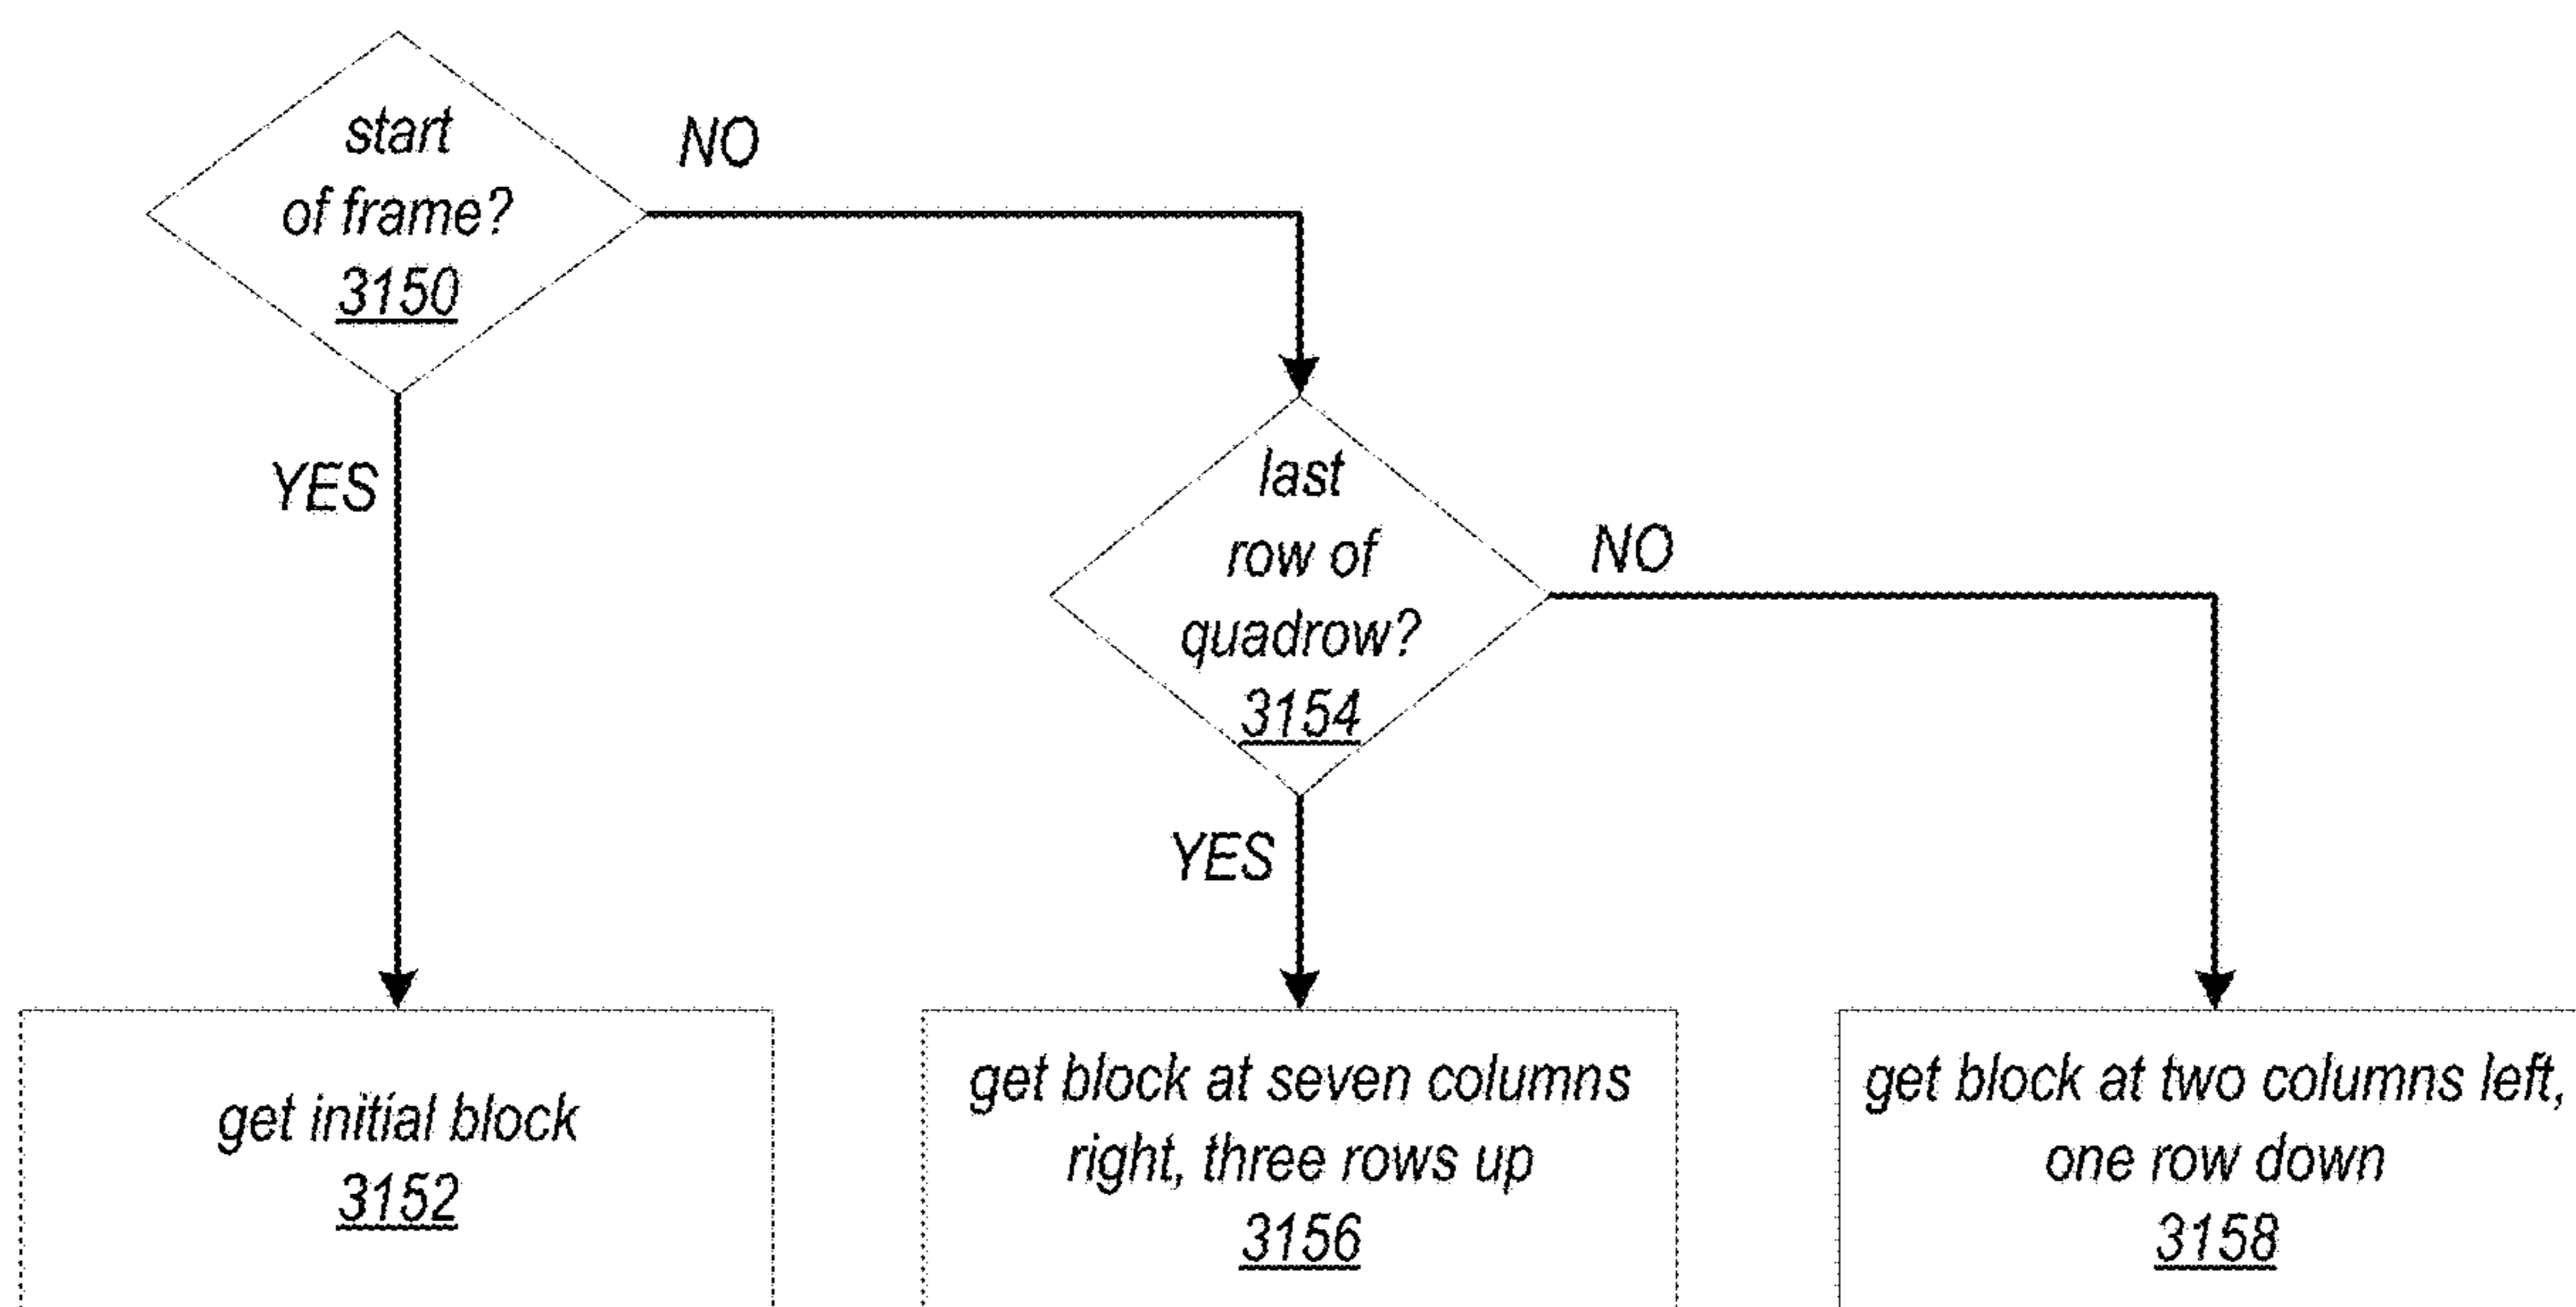 start
of frame?
3150
NO
YES
last
row of
quadrow?
3154
NO
YES
get initial block
3152
get block at seven columns
right, three rows up
3156
get block at two columns left,
one row down
3158